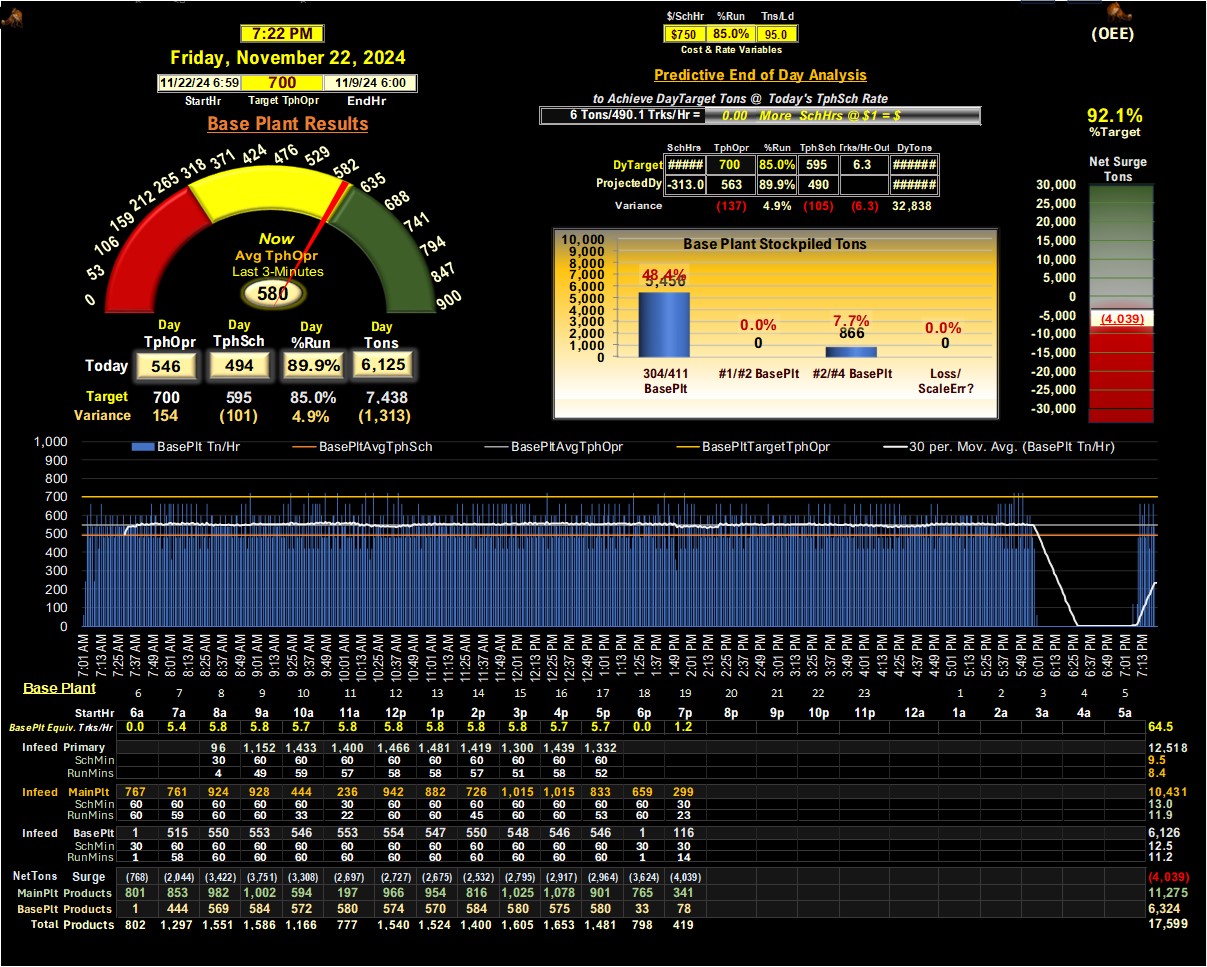 7:22 PM
Friday, November 22, 2024
11/22/24 6:59 700 11/9/24 6:00
StartHr Target TphOpr EndHr
Base Plant Results
0 53 106 159 212 265 318 371 424 476 529 582 635 688 741 794 847 900
Now
Avg TphOpr
Last 3-Minutes
580
Day TphOpr Day TphSch Day %Run Day Tons
Today 546 494 89.9% 6,125
Target 700 595 85.0% 7,438
Variance 154 (101) 4.9% (1,313)
$/SchHr %Run Tns/Ld
$750 85.0% 95.0
Cost & Rate Variables
Predictive End of Day Analysis
to Achieve DayTarget Tons @ Today's TphSch Rate
6 Tons/490.1 Trks/Hr = 0.00 More SchHrs @ $1 = $
SchHrs TphOpr %Run TphSch Trks/Hr-Out DyTons
DyTarget ##### 700 85.0% 595 6.3 ######
ProjectedDy -313.0 563 89.9% 490 ######
Variance (137) 4.9% (105) (6.3) 32,838
Base Plant Stockpiled Tons
10,000
9,000
8,000
7,000
6,000
5,000
4,000
3,000
2,000
1,000
0
48.4% 0.0% 7.7% 0.0%
5,456 0 866 0
304/411 BasePlt #1/#2 BasePlt #2/#4 BasePlt Loss/ ScaleErr?
(OEE)
92.1%
%Target
Net Surge
Tons
30,000
25,000
20,000
15,000
10,000
5,000
0
-5,000
(4,039)
-10,000
-15,000
-20,000
-25,000
-30,000
BasePlt Tn/Hr BasePltAvgTphSch BasePltAvgTphOpr BasePltTargetTphOpr 30 per. Mov. Avg. (BasePlt Tn/Hr)
1,000
900
800
700
600
500
400
300
200
100
0
7:01 AM 7:13 AM 7:25 AM 7:37 AM 7:49 AM 8:01 AM 8:13 AM 8:25 AM 8:37 AM 8:49 AM 9:01 AM 9:13 AM 9:25 AM 9:37 AM 9:49 AM 10:01 AM 10:13 AM 10:25 AM 10:37 AM 10:49 AM 11:01 AM 11:13 AM 11:25 AM 11:37 AM 11:49 AM 12:01 PM 12:13 PM 12:25 PM 12:37 PM 12:49 PM 1:01 PM 1:13 PM 1:25 PM 1:37 PM 1:49 PM 2:01 PM 2:13 PM 2:25 PM 2:37 PM 2:49 PM 3:01 PM 3:13 PM 3:25 PM 3:37 PM 3:49 PM 4:01 PM 4:13 PM 4:25 PM 4:37 PM 4:49 PM 5:01 PM 5:13 PM 5:25 PM 5:37 PM 5:49 PM 6:01 PM 6:13 PM 6:25 PM 6:37 PM 6:49 PM 7:01 PM 7:13 PM
Base Plant 6 7 8 9 10 11 12 13 14 15 16 17 18 19 20 21 22 23 1 2 3 4 5
StartHr 6a 7a 8a 9a 10a 11a 12p 1p 2p 3p 4p 5p 6p 7p 8p 9p 10p 11p 12a 1a 2a 3a 4a 5a
BasePlt Equiv. Trks/Hr 0.0 5.4 5.8 5.8 5.7 5.8 5.8 5.8 5.8 5.8 5.7 5.7 0.0 1.2 64.5
Infeed Primary 96 1,152 1,433 1,400 1,466 1,481 1,419 1,300 1,439 1,332 12,518
SchMin 30 60 60 60 60 60 60 60 60 60 9.5
RunMins 4 49 59 57 58 58 57 51 58 52 8.4
Infeed MainPlt 767 761 924 928 444 236 942 882 726 1,015 1,015 833 659 299 10,431
SchMin 60 60 60 60 60 30 60 60 60 60 60 60 60 30 13.0
RunMins 60 59 60 60 33 22 60 60 45 60 60 53 60 23 11.9
Infeed BasePlt 1 515 550 553 546 553 554 547 550 548 546 546 1 116 6,126
SchMin 30 60 60 60 60 60 60 60 60 60 60 60 30 30 12.5
RunMins 1 58 60 60 60 60 60 60 60 60 60 60 1 14 11.2
NetTons Surge (768) (2,044) (3,422) (3,751) (3,308) (2,697) (2,727) (2,675) (2,532) (2,795) (2,917) (2,964) (3,624) (4,039) (4,039)
MainPlt Products 801 853 982 1,002 594 197 966 954 816 1,025 1,078 901 765 341 11,275
BasePlt Products 1 444 569 584 572 580 574 570 584 580 575 580 33 78 6,324
Total Products 802 1,297 1,551 1,586 1,166 777 1,540 1,524 1,400 1,605 1,653 1,481 798 419 17,599